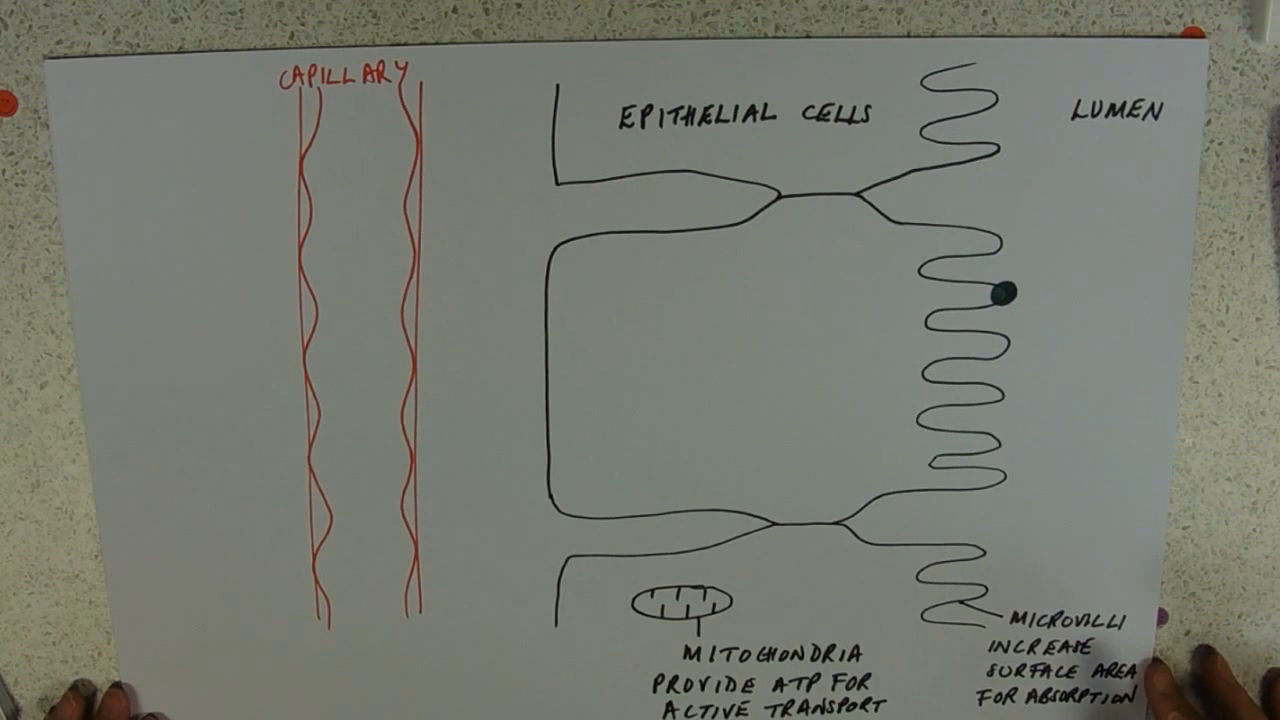 CAPILLARY
EPITHELIAL CELLS
LUMEN
MITOCHONDRIA
PROVIDE ATP FOR
ACTIVE TRANSPORT
MICROVILLI
INCREASE
SURFACE AREA
FOR ABSORPTION